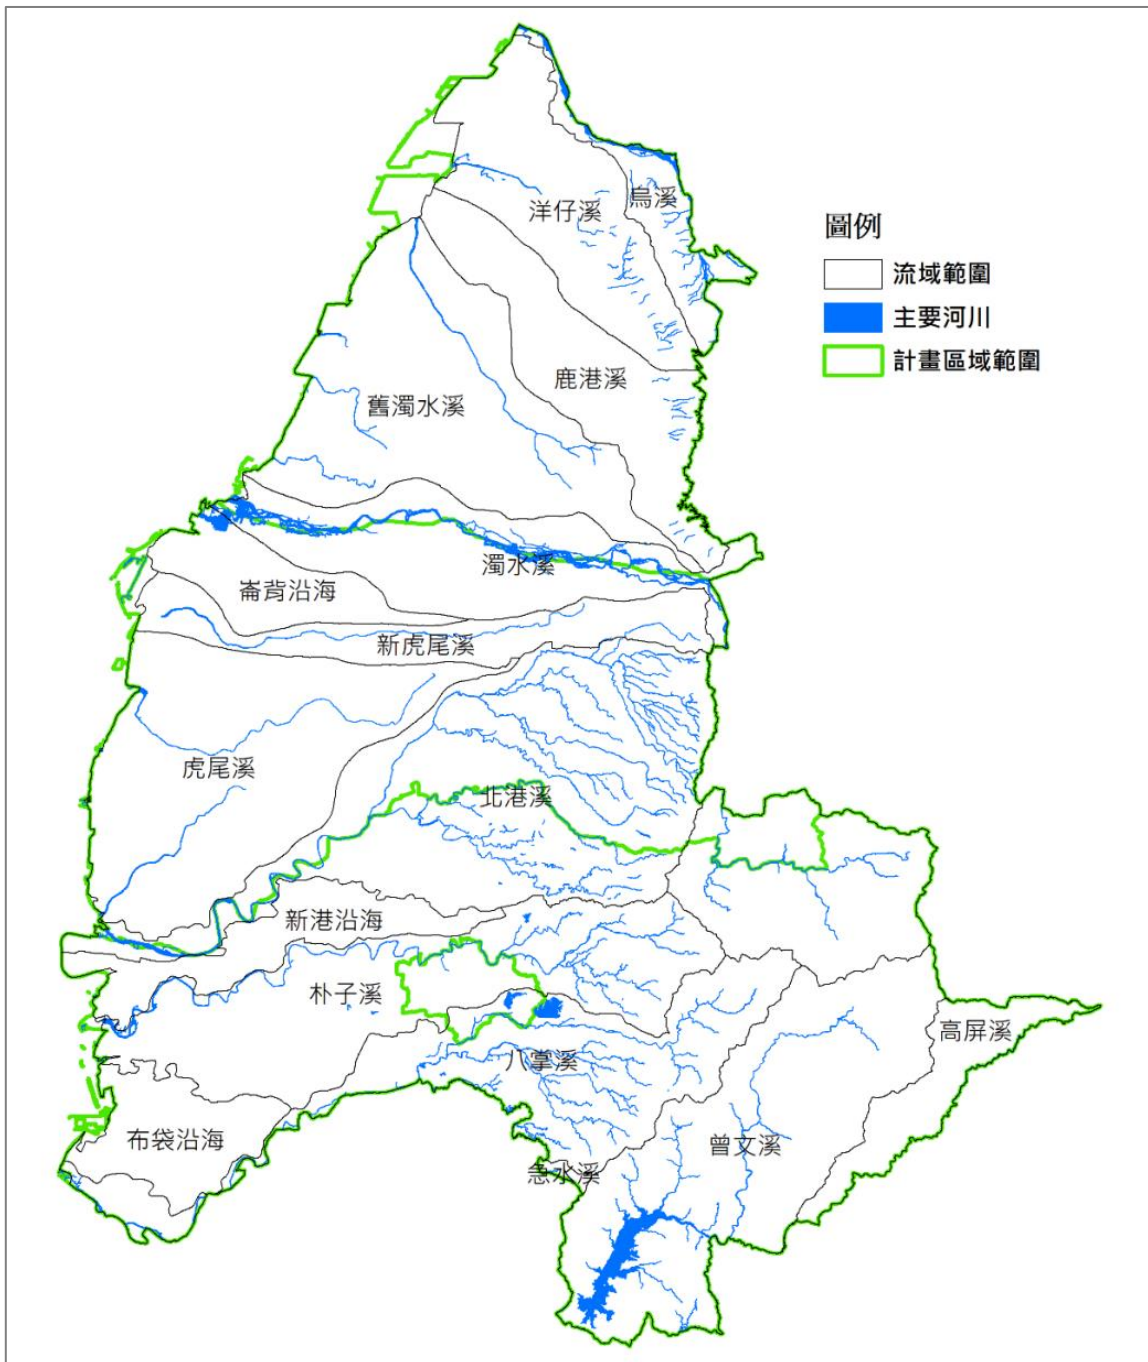 烏溪
洋仔溪
圖例
流域範圍
主要河川
計畫區域範圍
鹿港溪
舊濁水溪
濁水溪
崙背沿海
新虎尾溪
虎尾溪
北港溪
新港沿海
朴子溪
高屏溪
八掌溪
布袋沿海
曾文溪
急水溪